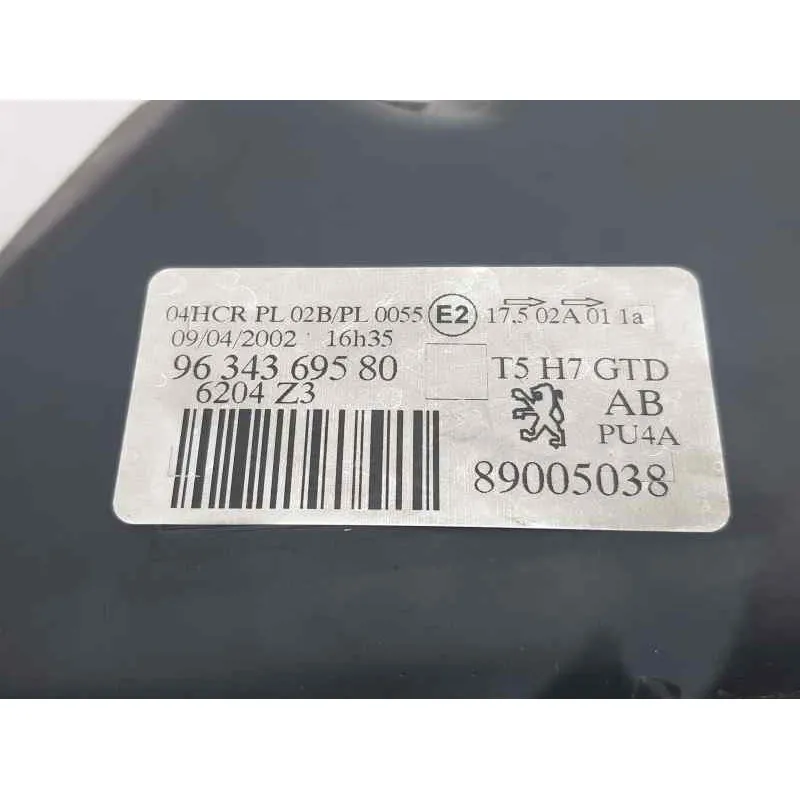 04HCR PL 02B/PL 0055 E2 17,5 02A 01 1a
09/04/2002 16h35
96 343 695 80
T5 H7 GTD
6204 Z3
AB
PU4A
89005038